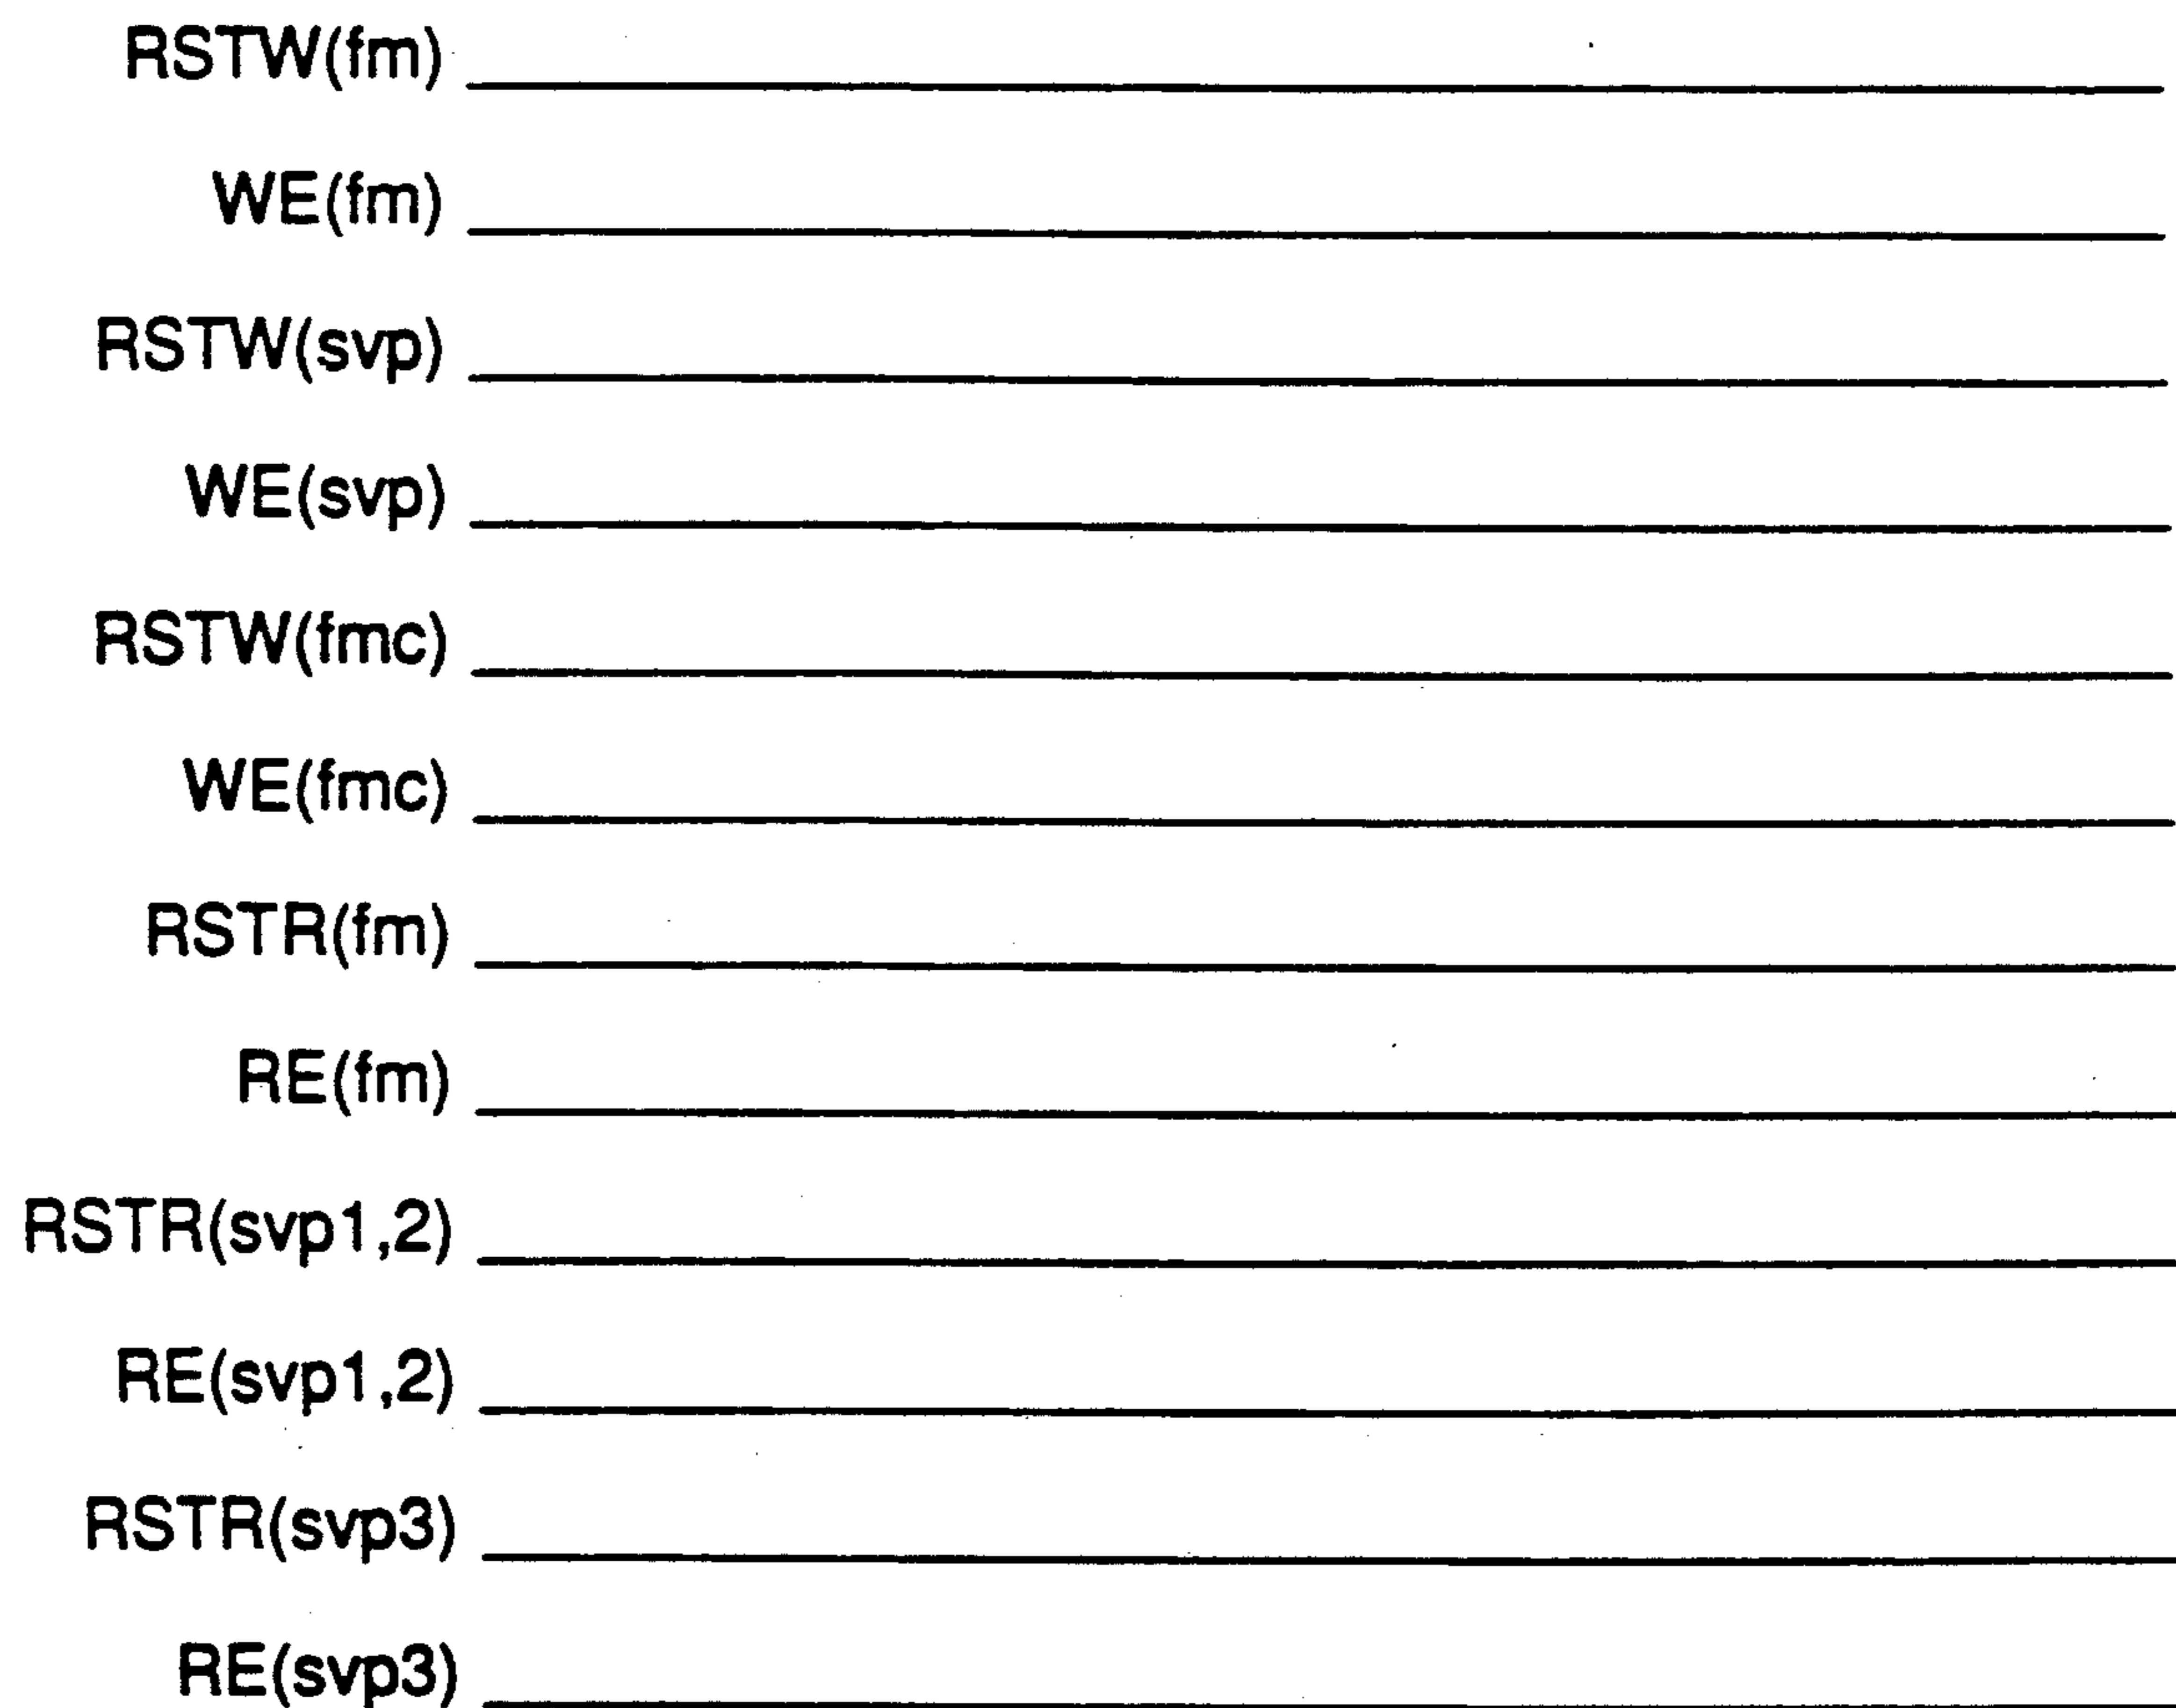 RSTW(fm)
WE(fm)
RSTW(svp)
WE(svp)
RSTW(fmc)
WE(fmc)
RSTR(fm)
RE(fm)
RSTR(svp1,2)
RE(svp1,2)
RSTR(svp3)
RE(svp3)